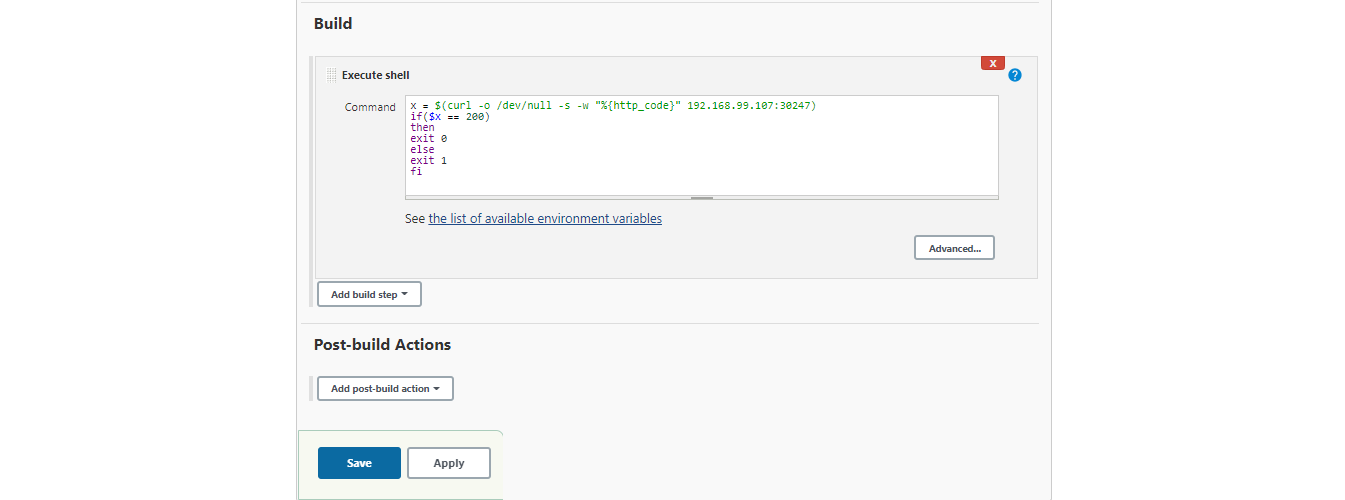 Build
X
Execute shell
?
Command
x = $(curl -o /dev/null -s -w "%{http_code}" 192.168.99.107:30247)
if($x == 200)
then
exit 0
else
exit 1
fi
See the list of available environment variables
Advanced...
Add build step
Post-build Actions
Add post-build action
Save Apply